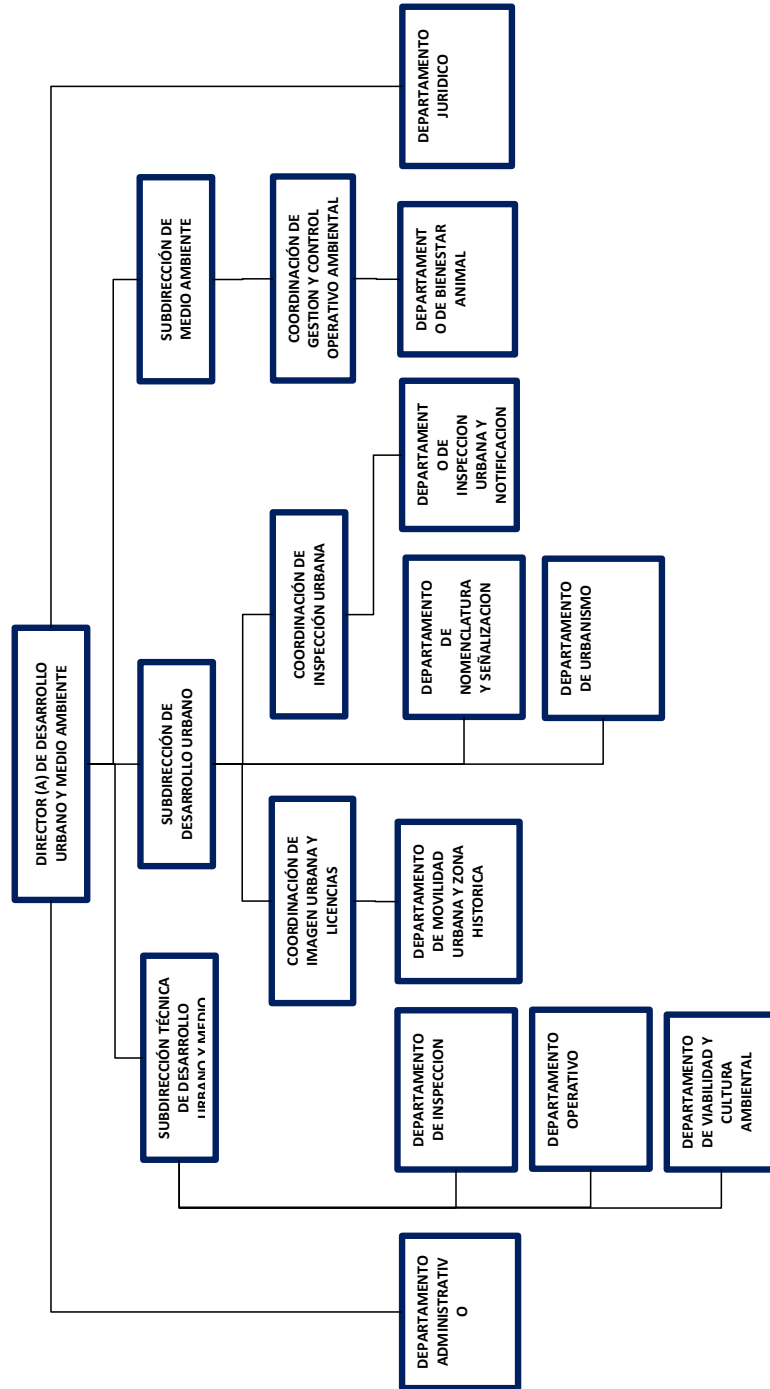 DIRECTOR (A) DE DESARROLLO
URBANO Y MEDIO AMBIENTE
SUBDIRECCIÓN TÉCNICA
DE DESARROLLO
URBANO Y MEDIO
SUBDIRECCIÓN DE
DESARROLLO URBANO
SUBDIRECCIÓN DE
MEDIO AMBIENTE
COORDINACIÓN DE
IMAGEN URBANA Y
LICENCIAS
COORDINACIÓN DE
INSPECCIÓN URBANA
COORDINACIÓN DE
GESTION Y CONTROL
OPERATIVO AMBIENTAL
DEPARTAMENTO
ADMINISTRATIV
O
DEPARTAMENTO
DE INSPECCION
DEPARTAMENTO
DE MOVILIDAD
URBANA Y ZONA
HISTORICA
DEPARTAMENTO
DE
NOMENCLATURA
Y SEÑALIZACION
DEPARTAMENT
O DE
INSPECCION
URBANA Y
NOTIFICACION
DEPARTAMENT
O DE BIENESTAR
ANIMAL
DEPARTAMENTO
JURIDICO
DEPARTAMENTO
OPERATIVO
DEPARTAMENTO
DE URBANISMO
DEPARTAMENTO
DE VIABILIDAD Y
CULTURA
AMBIENTAL